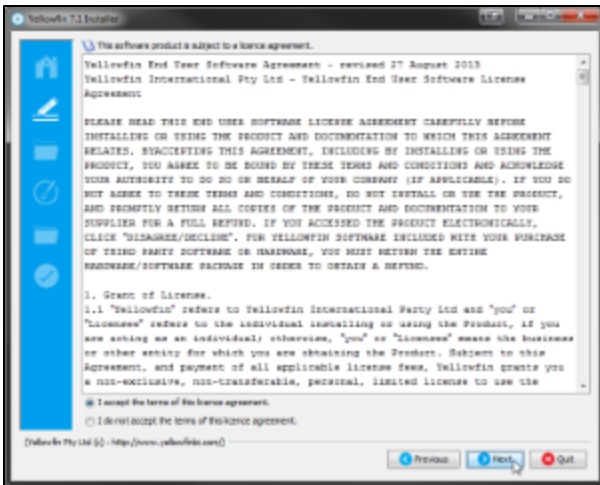 Yellowfin 7.1 Installer
This software product is subject to a licence agreement.
Yellowfin End User Software Agreement - revised 27 August 2013
Yellowfin International Pty Ltd - Yellowfin End User Software License
Agreement
PLEASE READ THIS END USER SOFTWARE LICENSE AGREEMENT CAREFULLY BEFORE
INSTALLING OR USING THE PRODUCT AND DOCUMENTATION TO WHICH THIS AGREEMENT
RELATES. BYACCEPTING THIS AGREEMENT, INCLUDING BY INSTALLING OR USING THE
PRODUCT, YOU AGREE TO BE BOUND BY THESE TERMS AND CONDITIONS AND ACKNOWLEDGE
YOUR AUTHORITY TO DO SO ON BEHALF OF YOUR COMPANY (IF APPLICABLE). IF YOU DO
NOT AGREE TO THESE TERMS AND CONDITIONS, DO NOT INSTALL OR USE THE PRODUCT,
AND PROMPTLY RETURN ALL COPIES OF THE PRODUCT AND DOCUMENTATION TO YOUR
SUPPLIER FOR A FULL REFUND. IF YOU ACCESSED THE PRODUCT ELECTRONICALLY,
CLICK "DISAGREE/DECLINE". FOR YELLOWFIN SOFTWARE INCLUDED WITH YOUR PURCHASE
OF THIRD PARTY SOFTWARE OR HARDWARE, YOU MUST RETURN THE ENTIRE
HARDWARE/SOFTWARE PACKAGE IN ORDER TO OBTAIN A REFUND.
1. Grant of License.
1.1 "Yellowfin" refers to Yellowfin International Party Ltd and "you" or
"Licensee" refers to the individual installing or using the Product, if you
are acting as an individual; otherwise, "you" or "Licensee" means the business
or other entity for which you are obtaining the Product. Subject to this
Agreement, and payment of all applicable license fees, Yellowfin grants you
a non-exclusive, non-transferable, personal, limited license to use the
I accept the terms of this licence agreement.
I do not accept the terms of this licence agreement.
(Yellowfin Pty Ltd (c) - http://www.yellowfinbi.com/)
Previous Next Quit